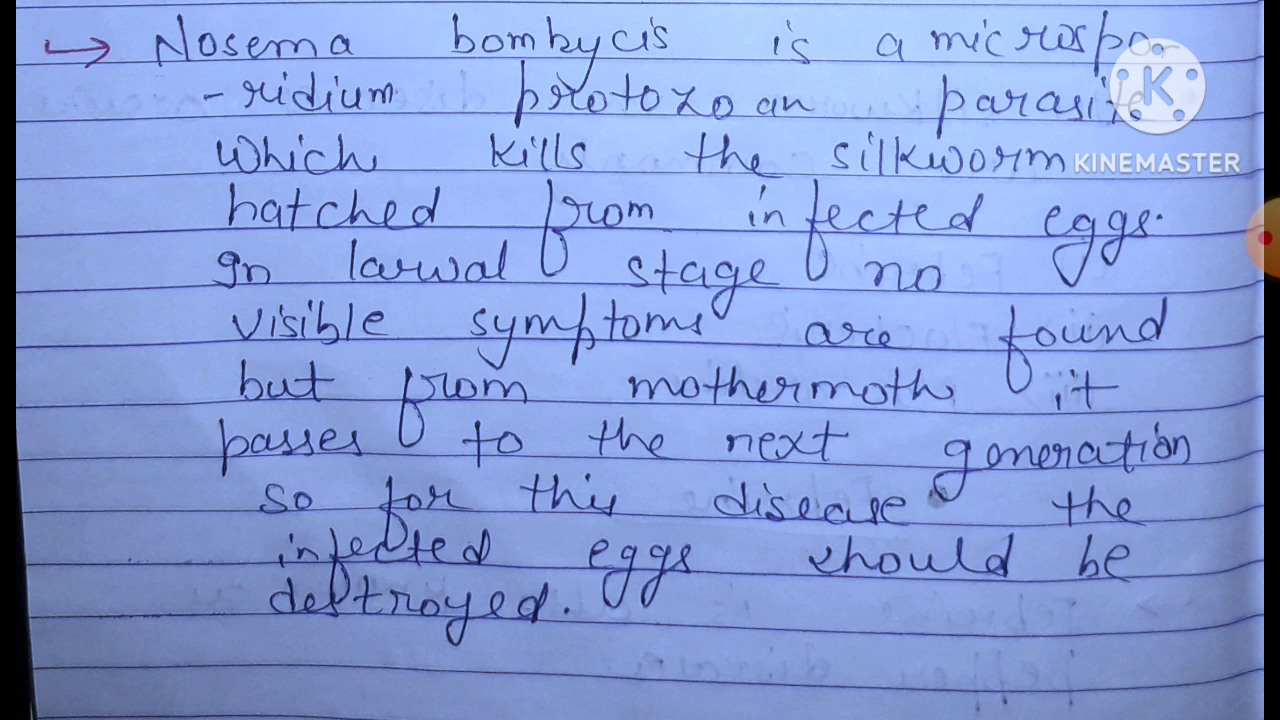 → Nosema bombycis is a microspo-
-ridium protozoan parasite
which kills the silkworm
hatched from infected eggs.
In larwal stage no
visible symptoms are found
but from mothermoth it
passes to the next generation
so for this disease the
infected eggs should be
destroyed.
K
KINEMASTER